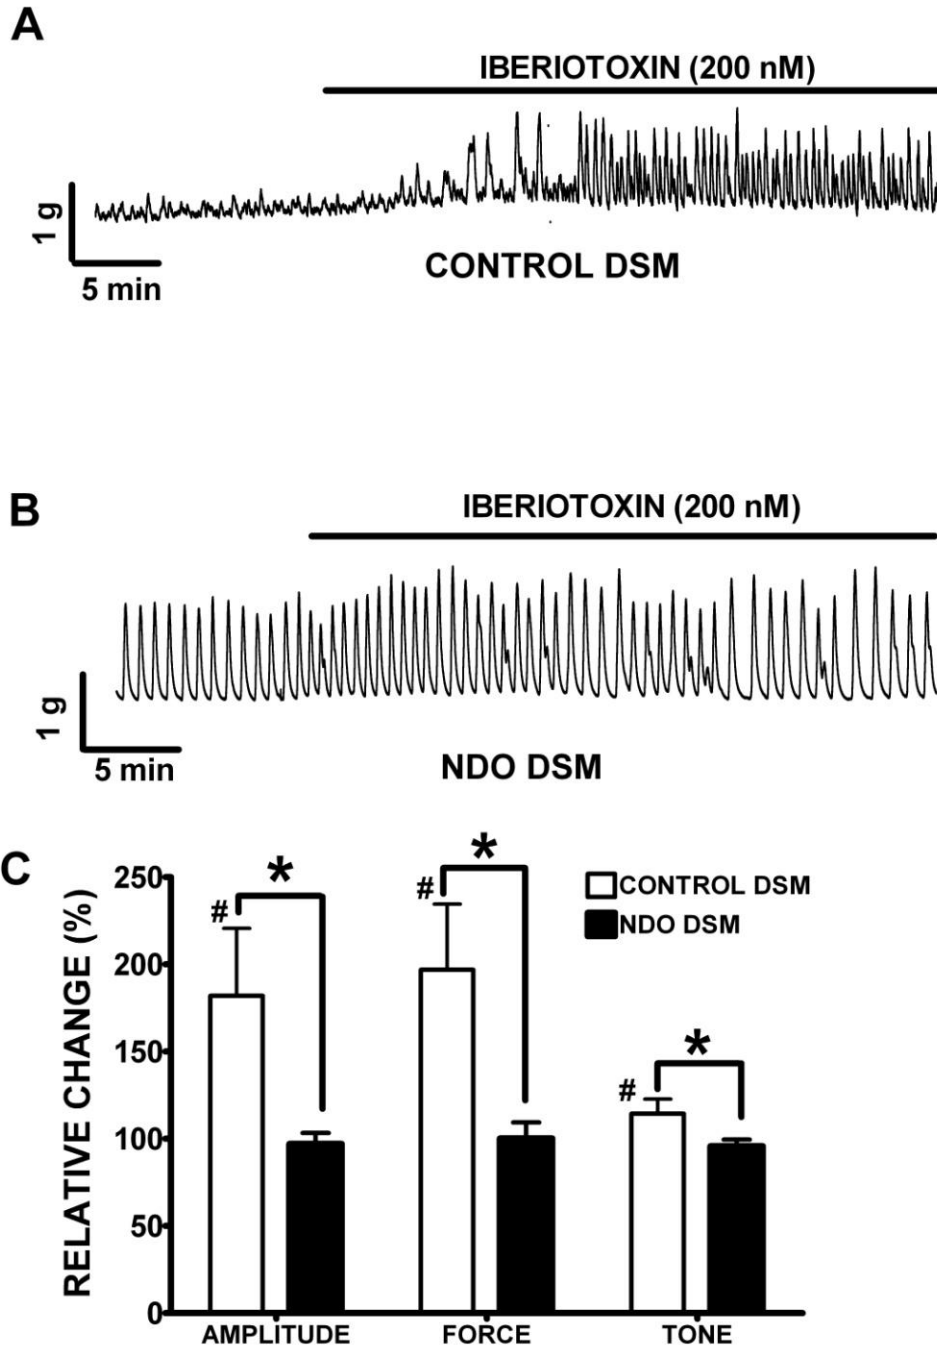 A
IBERIOTOXIN (200 nM)
1 g
5 min
CONTROL DSM
B
IBERIOTOXIN (200 nM)
1 g
5 min
NDO DSM
C
RELATIVE CHANGE (%)
250
200
150
100
50
0
# *
# *
# *
CONTROL DSM
NDO DSM
AMPLITUDE FORCE TONE